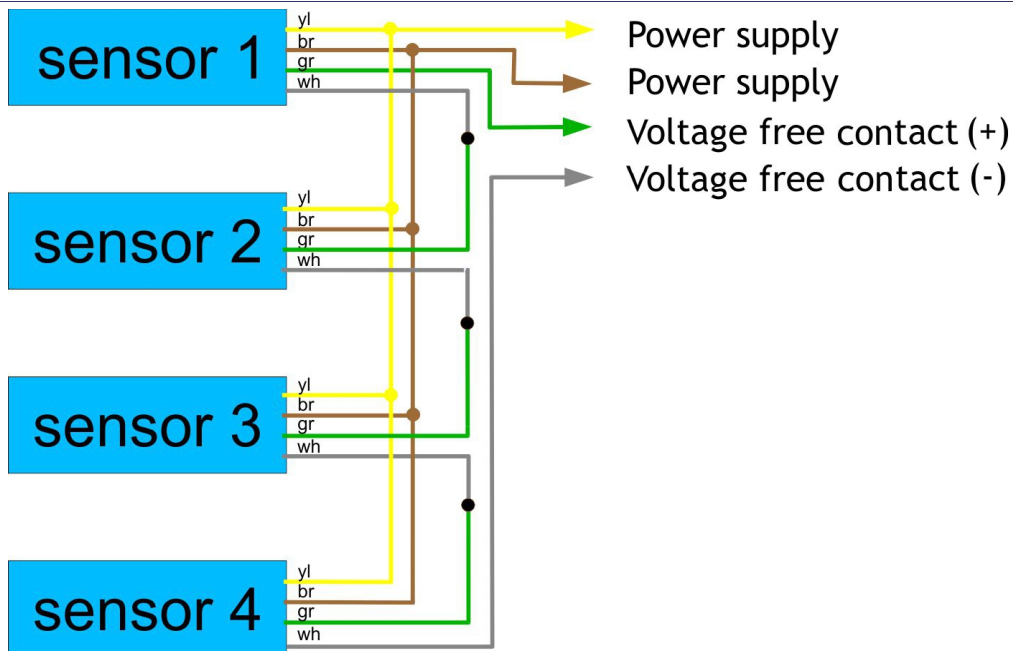 yl
br
gr
wh
sensor 1
Power supply
Power supply
Voltage free contact (+)
Voltage free contact (-)
yl
br
gr
wh
sensor 2
yl
br
gr
wh
sensor 3
yl
br
gr
wh
sensor 4